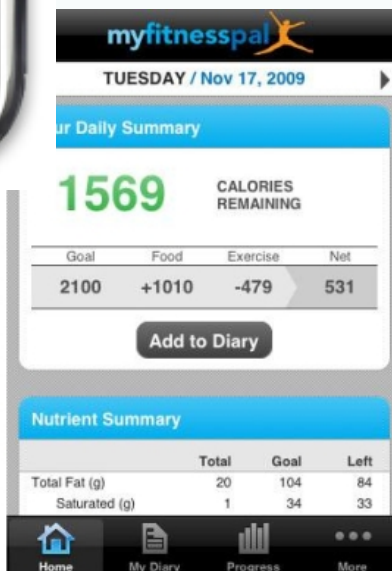 myfitnesspal
TUESDAY / Nov 17, 2009
ur Daily Summary
1569 CALORIES
REMAINING
Goal Food Exercise Net
2100 +1010 -479 531
Add to Diary
Nutrient Summary
Total Goal Left
Total Fat (g) 20 104 84
Saturated (g) 1 34 33
Home My Diary Progress More